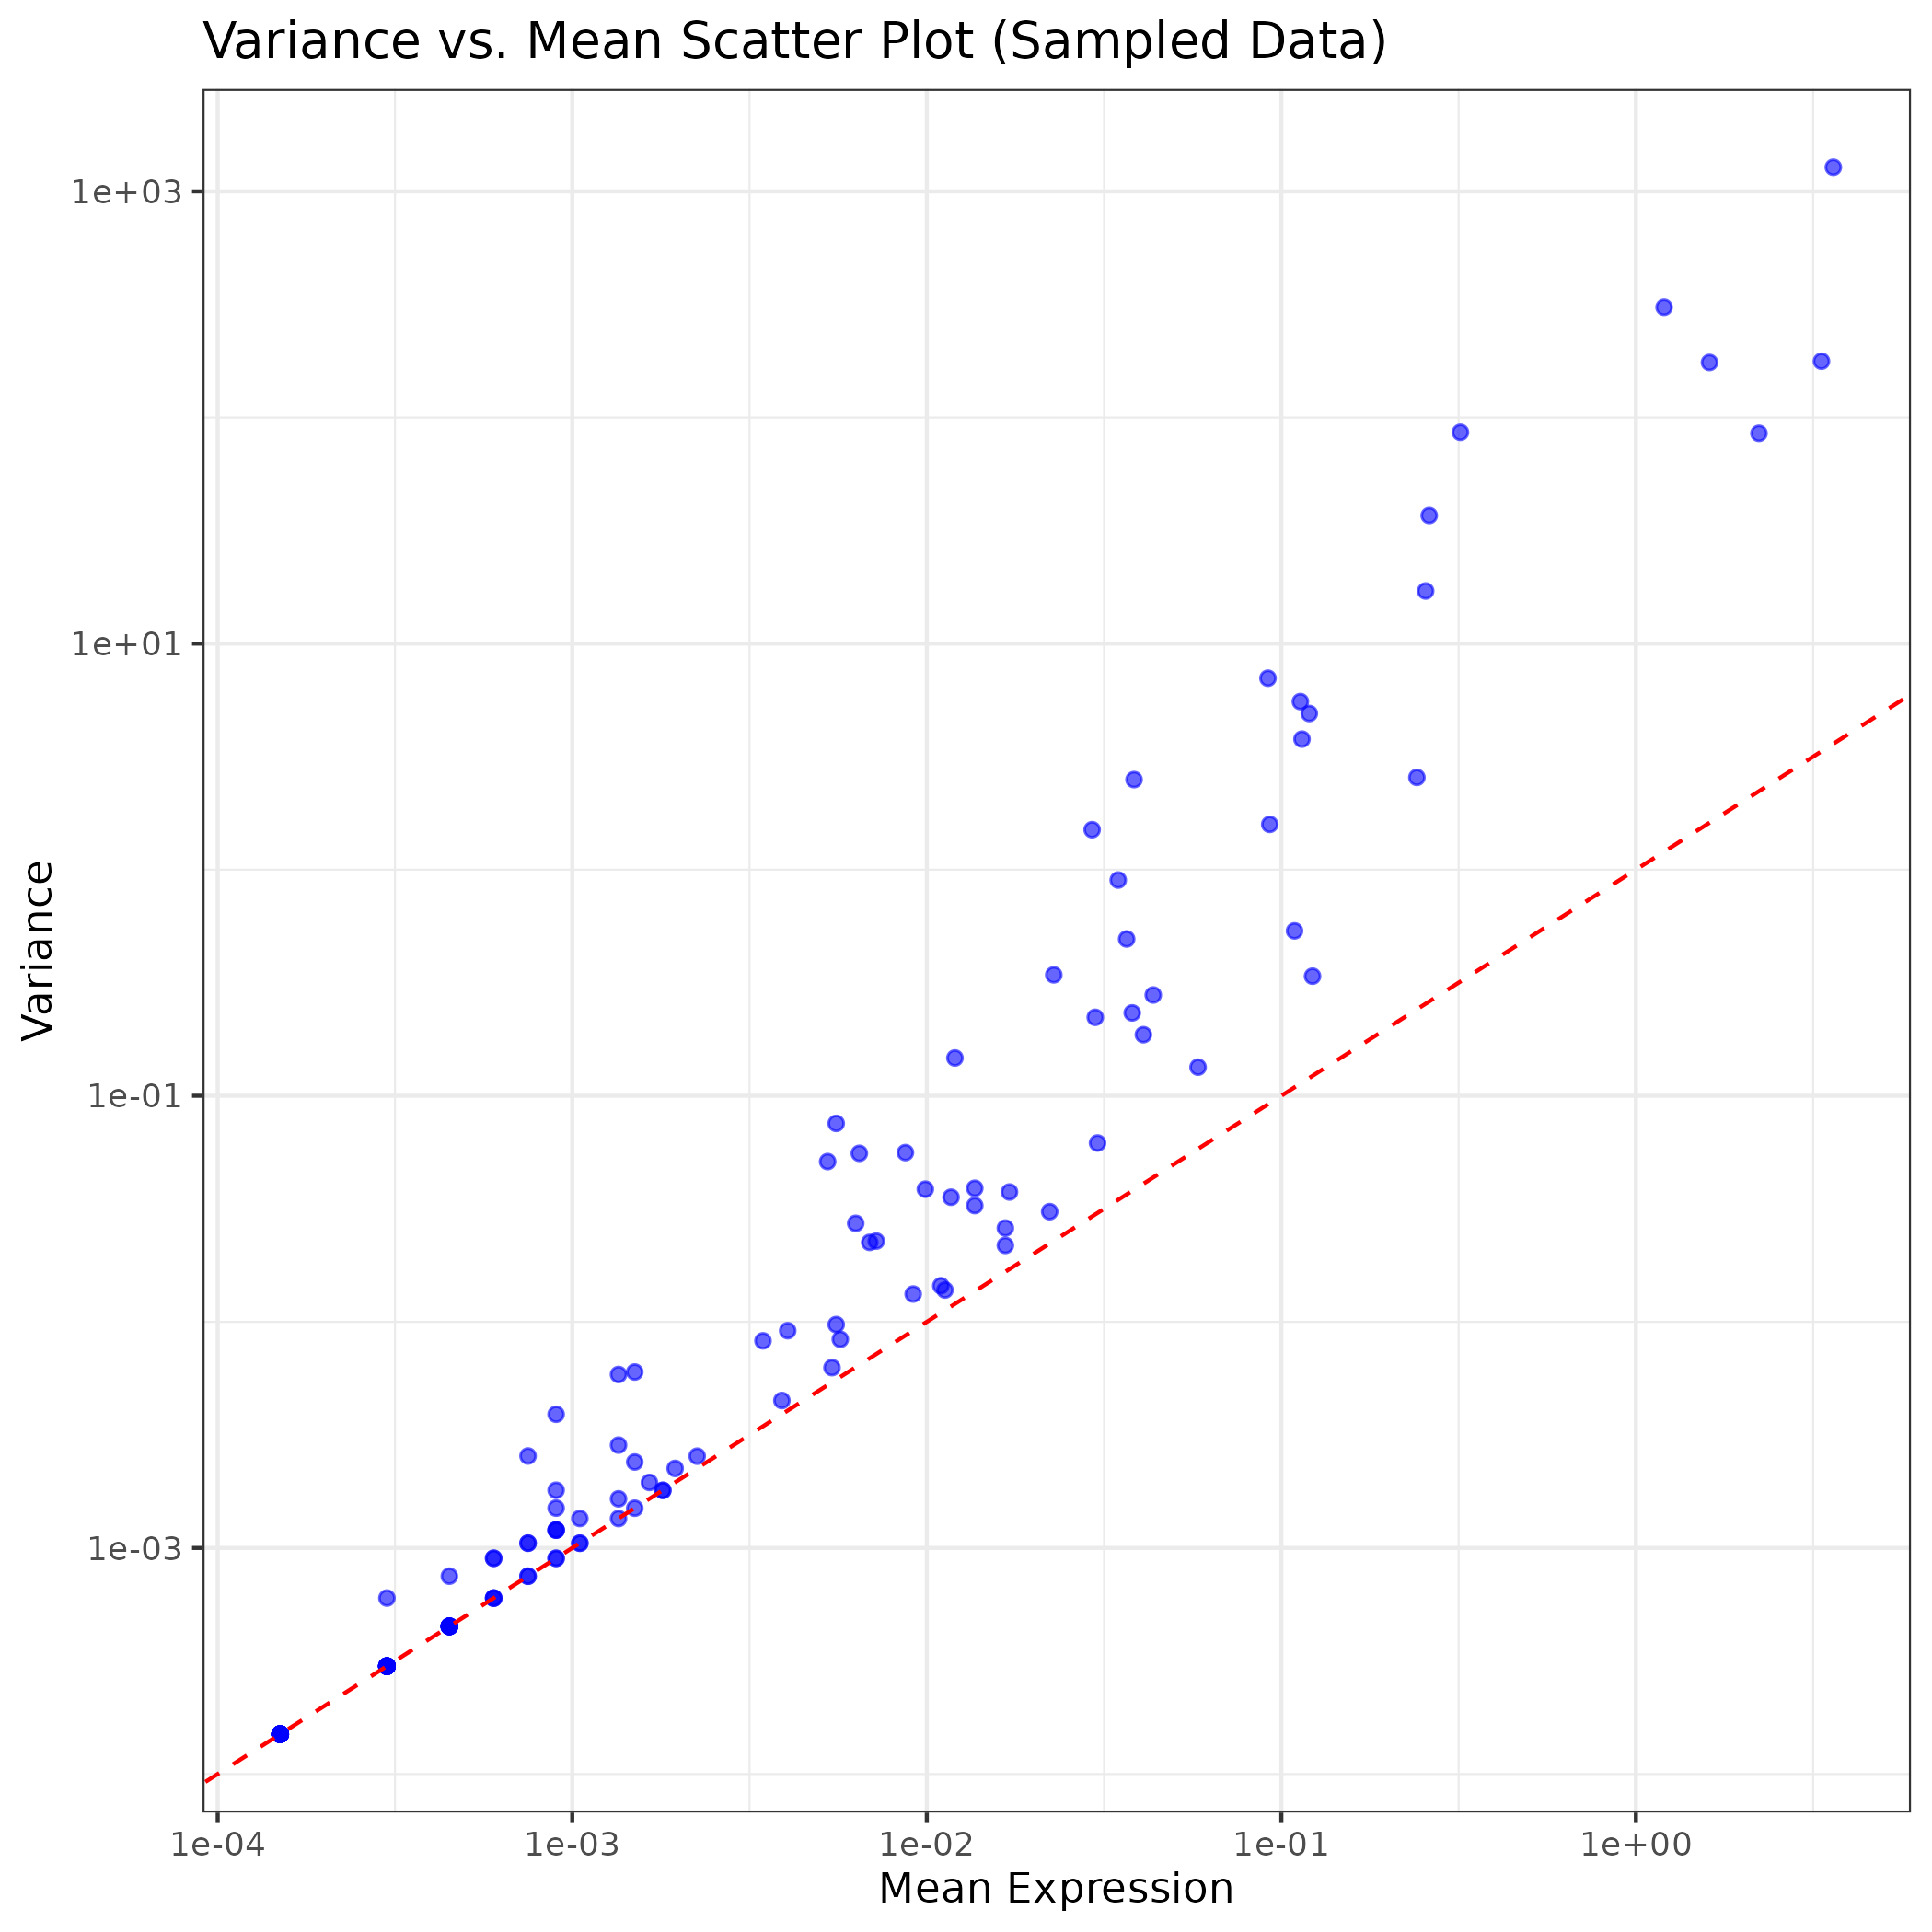 Variance vs. Mean Scatter Plot (Sampled Data)
1e+03
1e+01
1e-01
1e-03
Variance
1e-04
1e-03
1e-02
1e-01
1e+00
Mean Expression